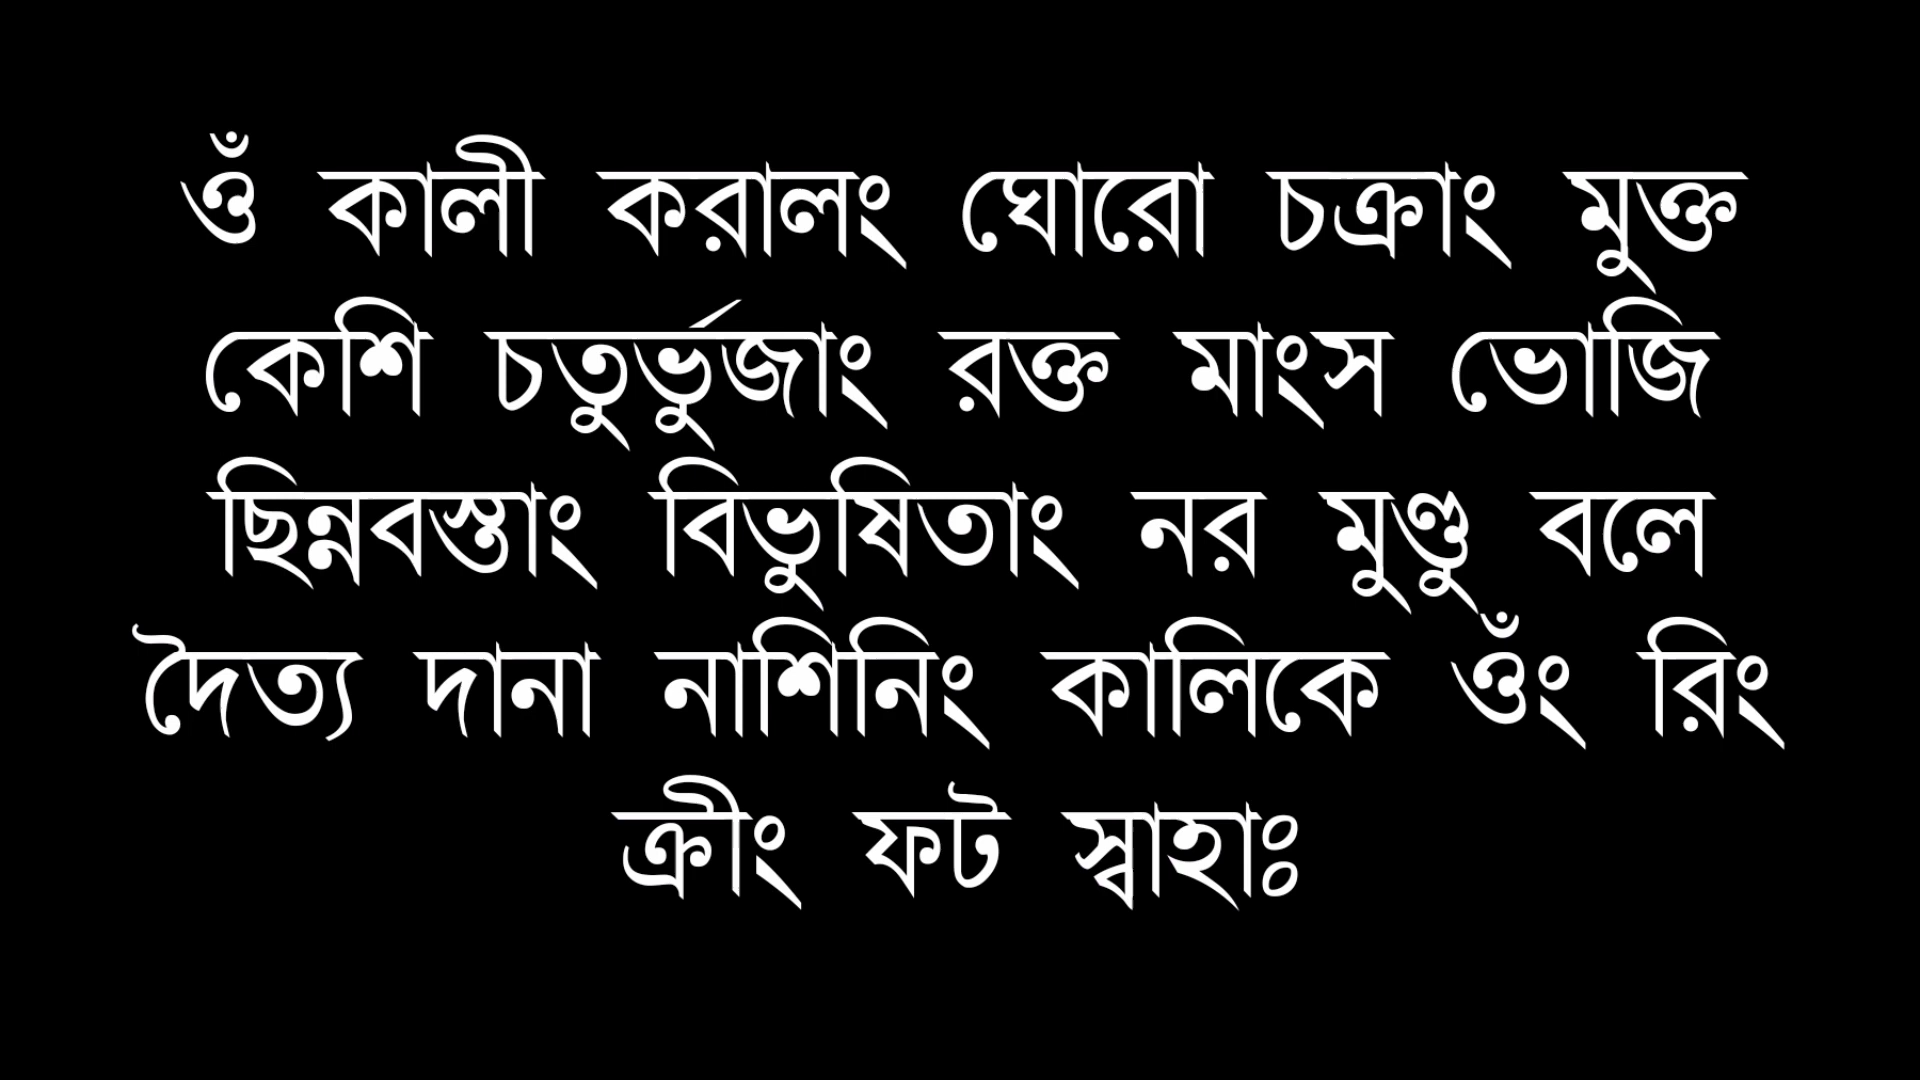 ওঁ কালী করালং ঘোরো চক্রাং মুক্ত
কেশি চতুর্ভুজাং রক্ত মাংস ভোজি
ছিন্নবস্তাং বিভুষিতাং নর মুণ্ডু বলে
দৈত্য দানা নাশিনিং কালিকে ওঁং রিং
ক্রীং ফট স্বাহাঃ